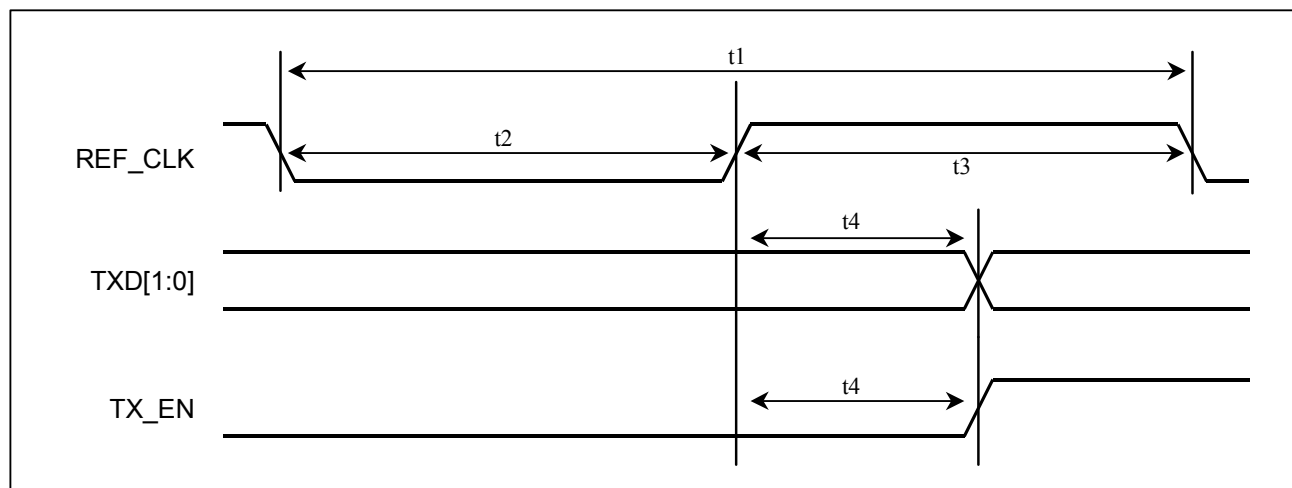 t1
REF_CLK
t2
t3
t4
TXD[1:0]
t4
TX_EN